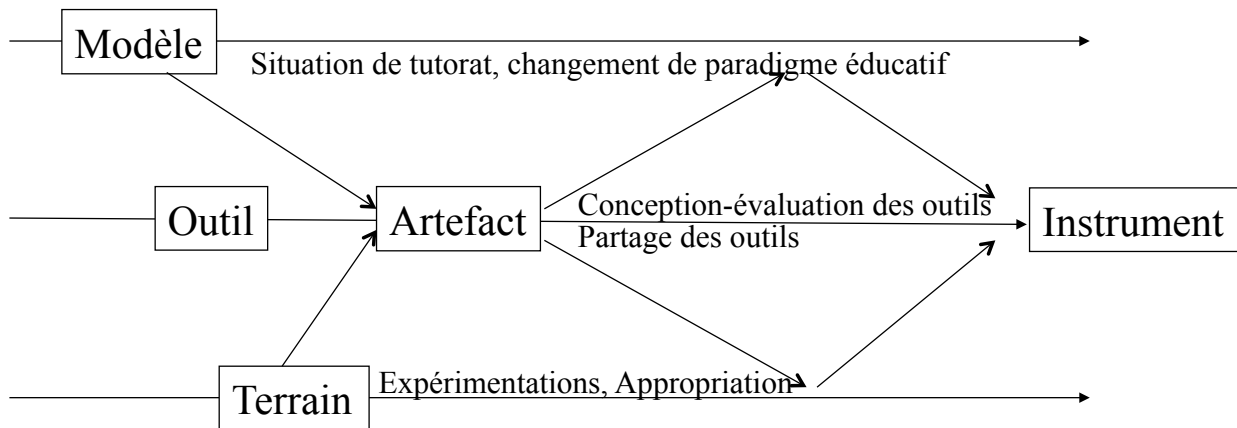 Modèle
Situation de tutorat, changement de paradigme éducatif
Outil
Artefact
Conception-évaluation des outils
Partage des outils
Instrument
Terrain
Expérimentations, Appropriation